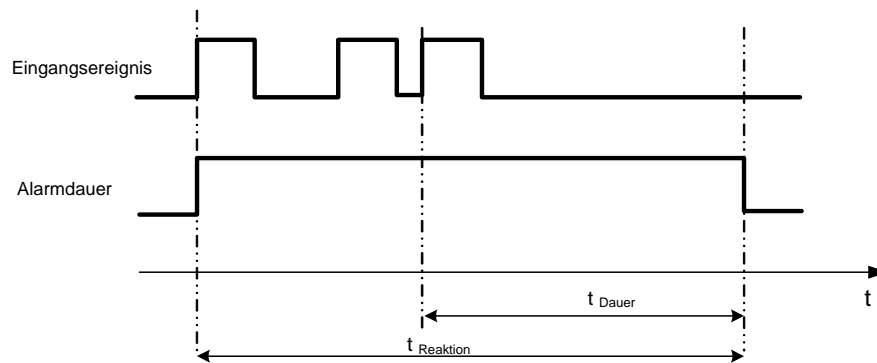 Eingangsereignis
Alarmdauer
t
t Dauer
t Reaktion